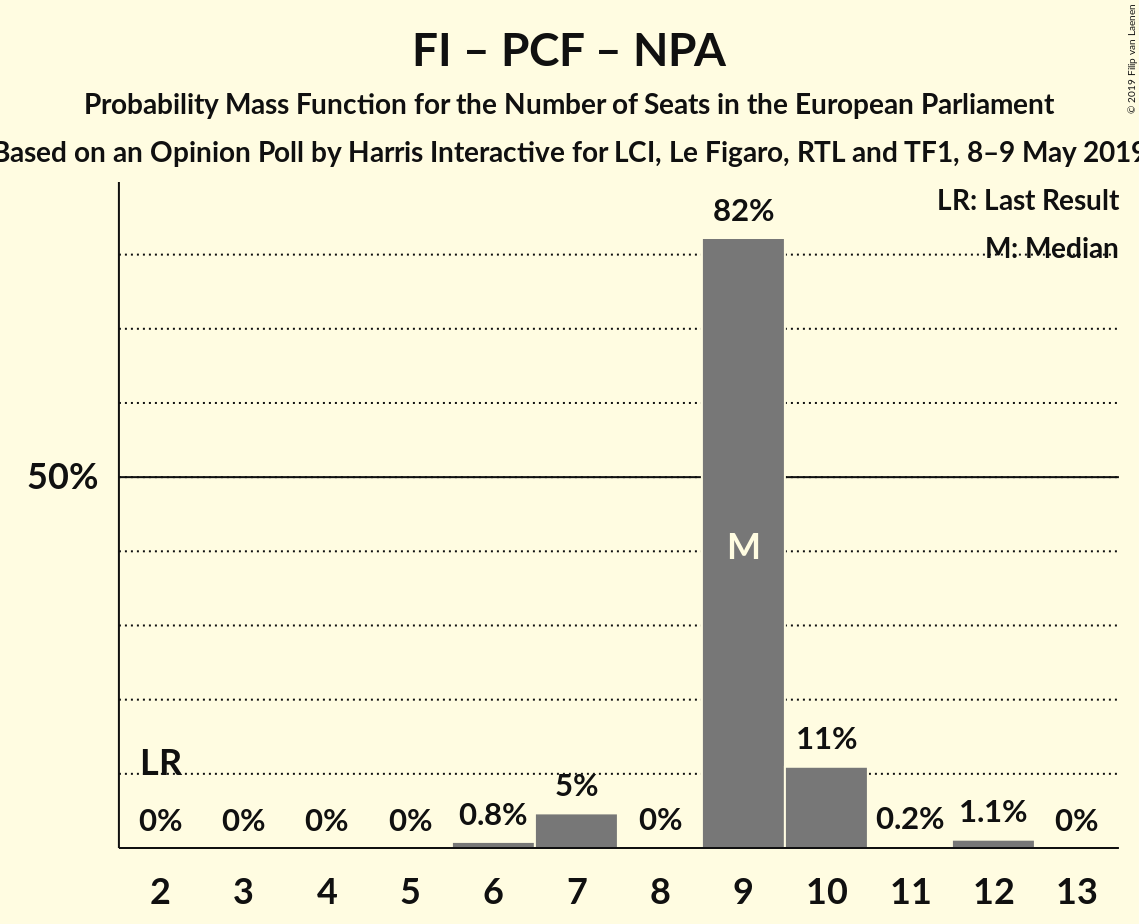 FI – PCF – NPA
Probability Mass Function for the Number of Seats in the European Parliament
Based on an Opinion Poll by Harris Interactive for LCI, Le Figaro, RTL and TF1, 8–9 May 2019
© 2019 Filip van Laenen
LR: Last Result
M: Median
82%
50%
M
11%
LR
5%
0% 0% 0% 0% 0.8% 0% 0.2% 1.1% 0%
2 3 4 5 6 7 8 9 10 11 12 13